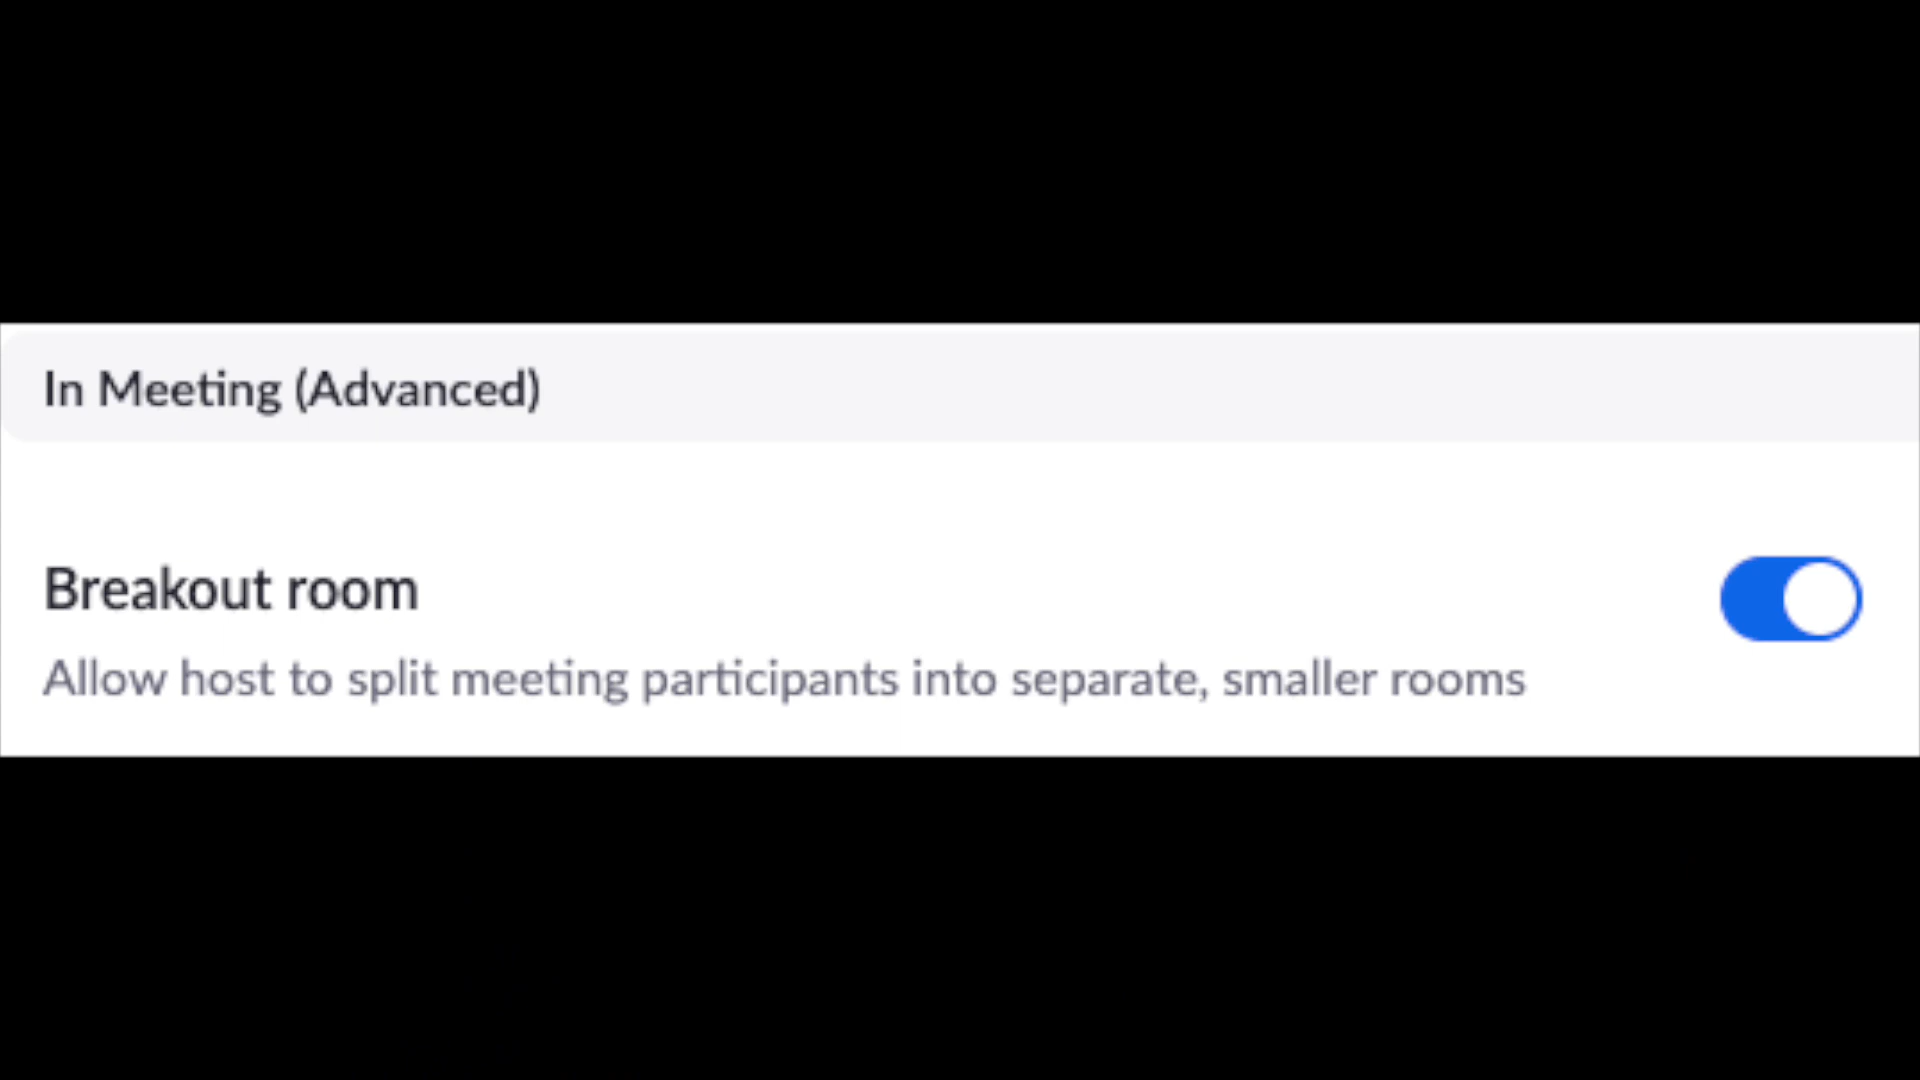 In Meeting (Advanced)
Breakout room
Allow host to split meeting participants into separate, smaller rooms